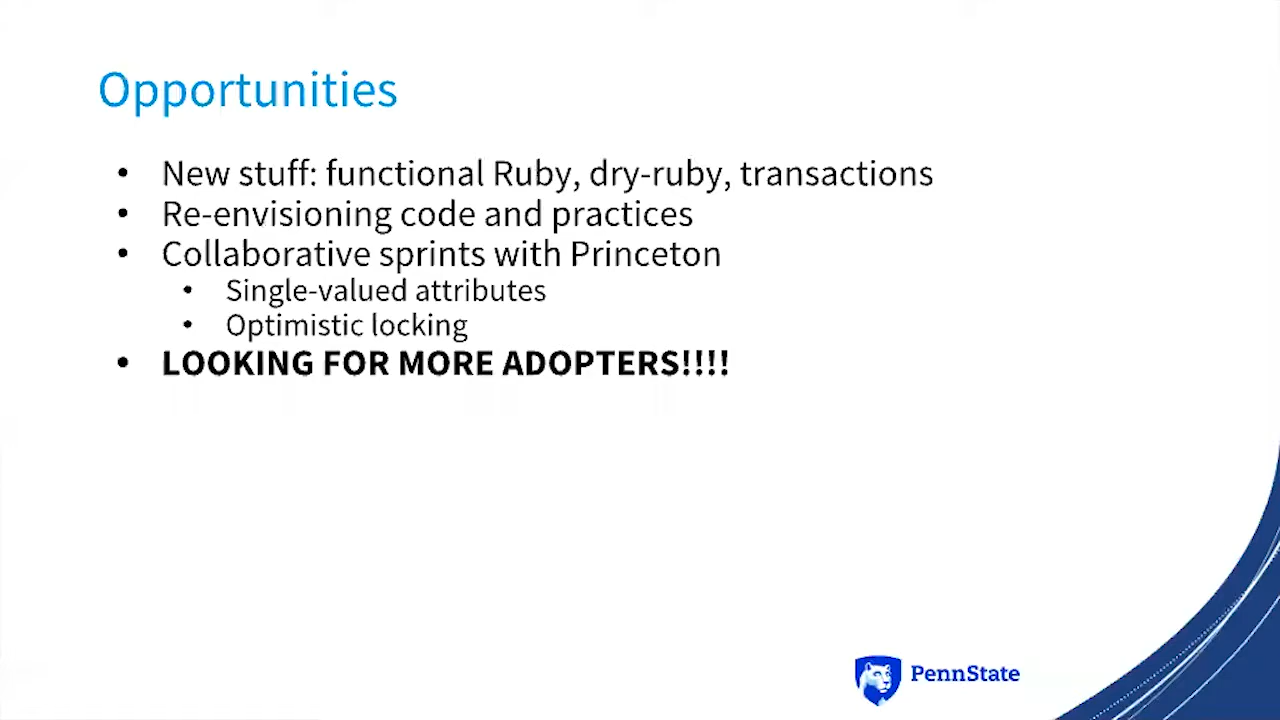 Opportunities
• New stuff: functional Ruby, dry-ruby, transactions
• Re-envisioning code and practices
• Collaborative sprints with Princeton
• Single-valued attributes
• Optimistic locking
• LOOKING FOR MORE ADOPTERS!!!!
PennState